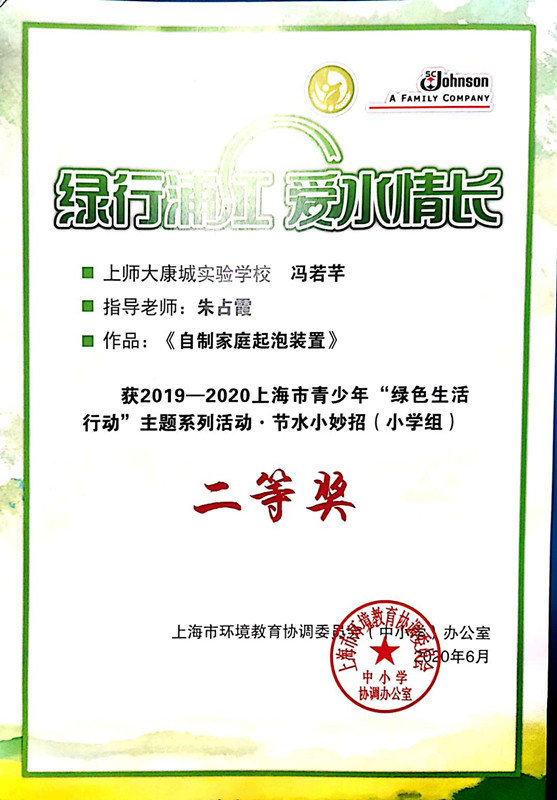 SC Johnson
A FAMILY COMPANY
绿行浦江 爱水情长
上师大康城实验学校 冯若芊
指导老师：朱占霞
作品：《自制家庭起泡装置》
获2019—2020上海市青少年“绿色生活
行动”主题系列活动·节水小妙招（小学组）
二等奖
上海市环境教育协调委员会（中小学）办公室
2020年6月
上海市环境教育协调委员会
中小学
协调办公室